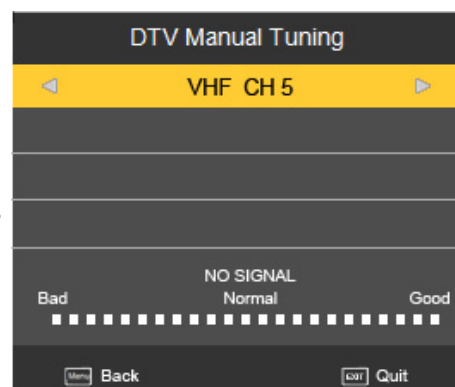 DTV Manual Tuning
VHF CH 5
NO SIGNAL
Bad Normal Good
Menu Back EXIT Quit